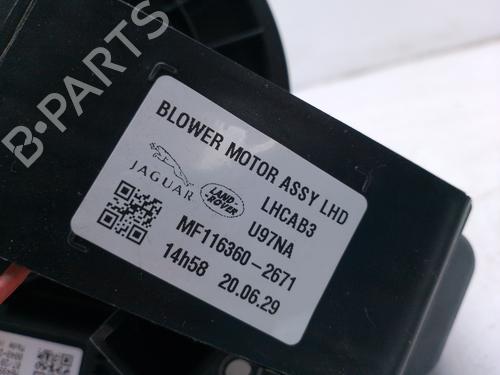 B-PARTS
BLOWER MOTOR ASSY LHD
JAGUAR
LAND-
ROVER
LHCAB3
U97NA
MF116360-2671
14h58 20.06.29